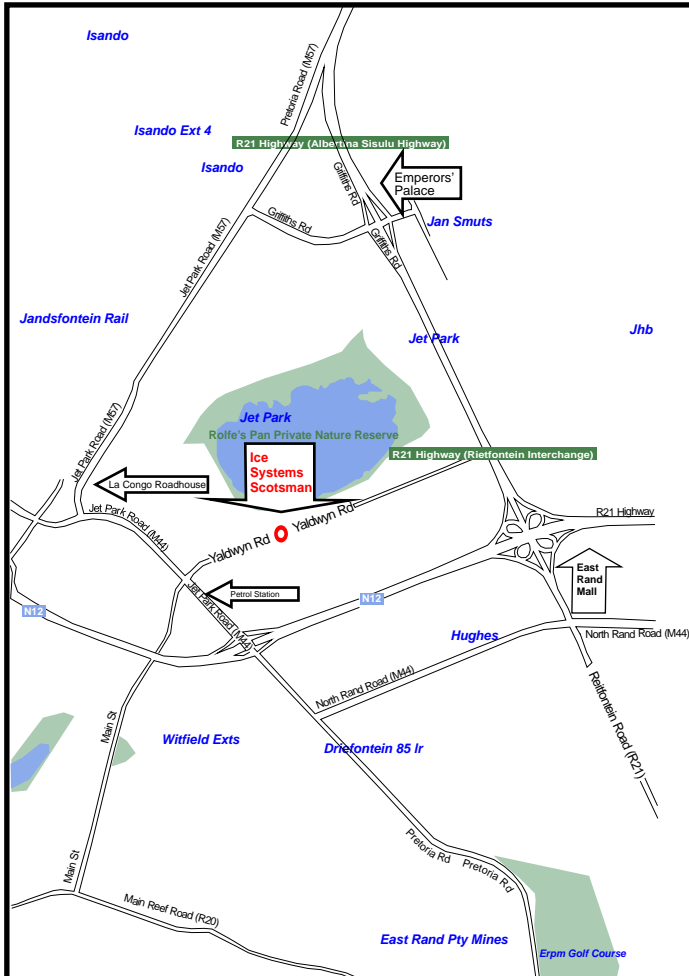 Isando
Pretoria Road (M57)
Isando Ext 4
R21 Highway (Albertina Sisulu Highway)
Isando
Griffiths Rd
Emperors'
Palace
Griffiths Rd
Jan Smuts
Griffiths Rd
Jet Park Road (M57)
Jandsfontein Rail
Jet Park
Jhb
Jet Park
Rolfe's Pan Private Nature Reserve
Jet Park Road (M57)
Ice
Systems
Scotsman
R21 Highway (Rietfontein Interchange)
La Congo Roadhouse
Jet Park Road (M44)
R21 Highway
Yaldwyn Rd
Yaldwyn Rd
East
Rand
Mall
Petrol Station
Jet Park Road (M44)
N12
N12
Hughes
North Rand Road (M44)
North Rand Road (M44)
Reitfontein Road (R21)
Main St
Witfield Exts
Driefontein 85 Ir
Pretoria Rd
Pretoria Rd
Main St
Main Reef Road (R20)
East Rand Pty Mines
Erpm Golf Course